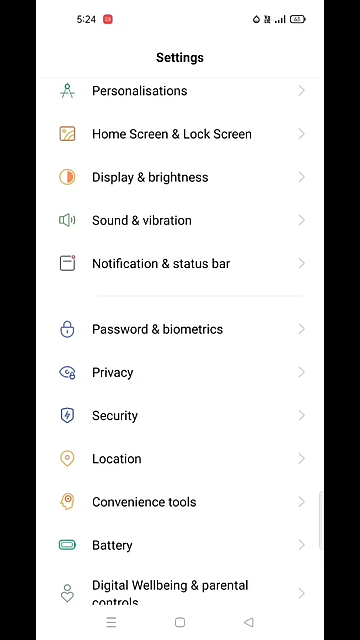 5:24
63
Settings
Personalisations
Home Screen & Lock Screen
Display & brightness
Sound & vibration
Notification & status bar
Password & biometrics
Privacy
Security
Location
Convenience tools
Battery
Digital Wellbeing & parental
controls